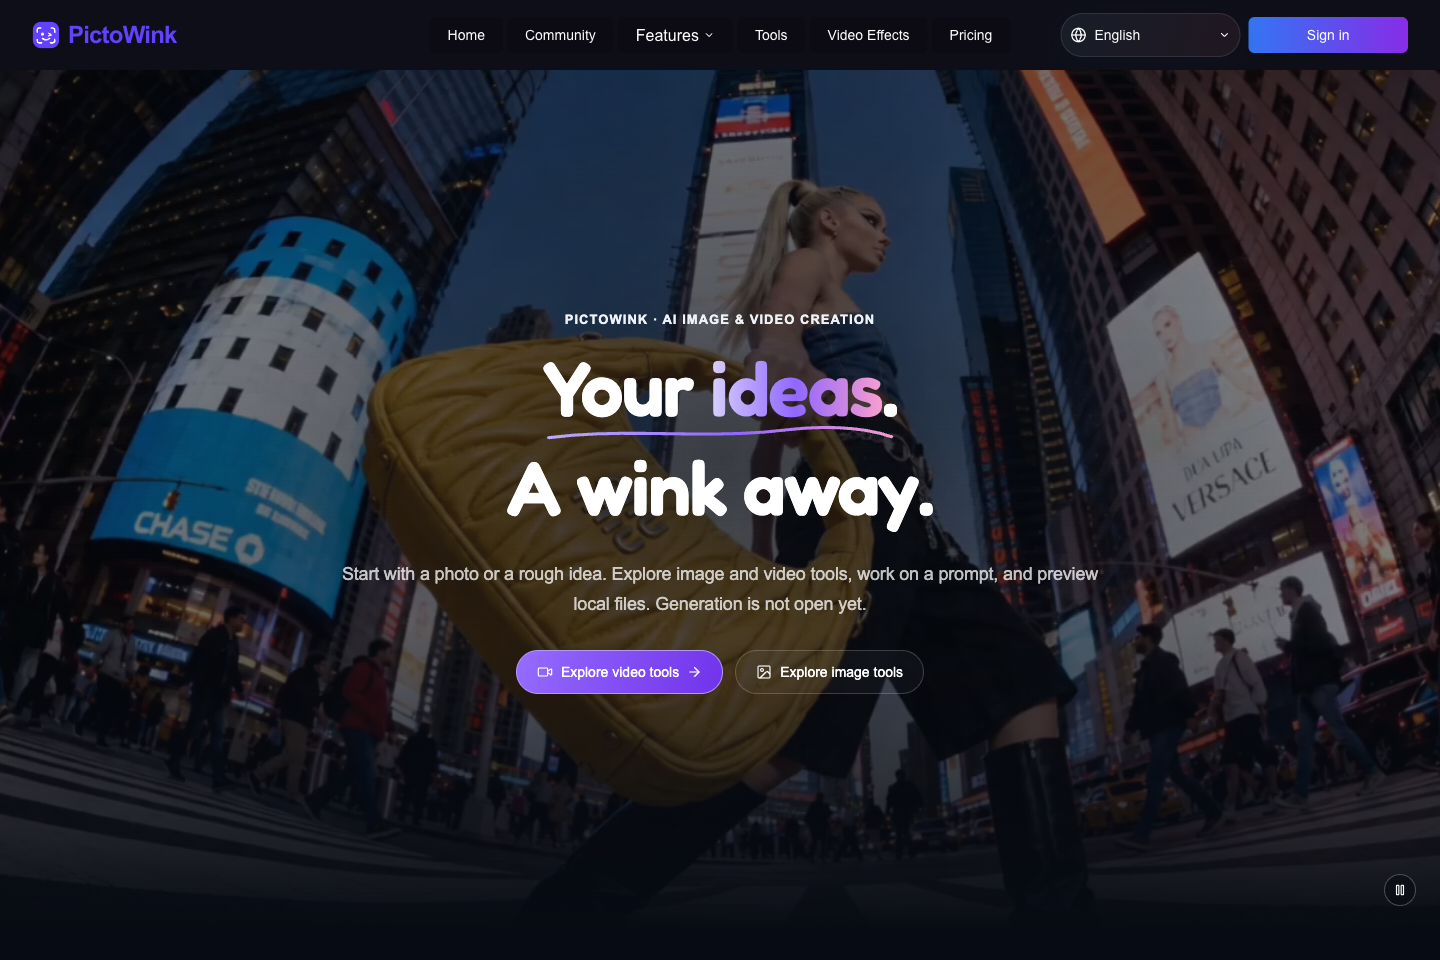 PictoWink
Home
Community
Features
Tools
Video Effects
Pricing
English
Sign in
PICTOWINK · AI IMAGE & VIDEO CREATION
Your ideas.
A wink away.
Start with a photo or a rough idea. Explore image and video tools, work on a prompt, and preview
local files. Generation is not open yet.
Explore video tools
Explore image tools
CHASE
DUA LIPA
VERSACE